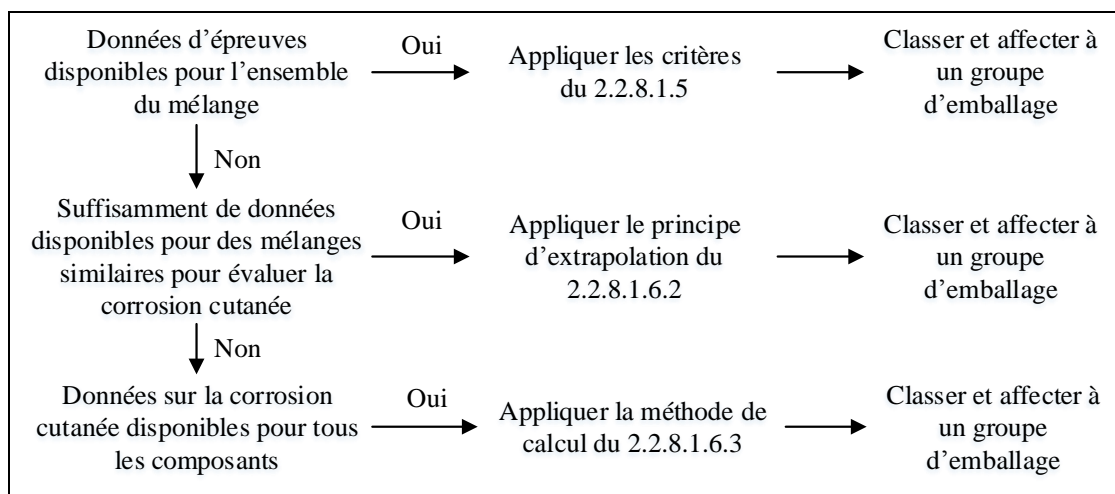 Données d'épreuves
disponibles pour l'ensemble
du mélange
Oui
Appliquer les critères
du 2.2.8.1.5
Classer et affecter à
un groupe
d'emballage
Non
Suffisamment de données
disponibles pour des mélanges
similaires pour évaluer la
corrosion cutanée
Oui
Appliquer le principe
d'extrapolation du
2.2.8.1.6.2
Classer et affecter à
un groupe
d'emballage
Non
Données sur la corrosion
cutanée disponibles pour tous
les composants
Oui
Appliquer la méthode de
calcul du 2.2.8.1.6.3
Classer et affecter à
un groupe
d'emballage